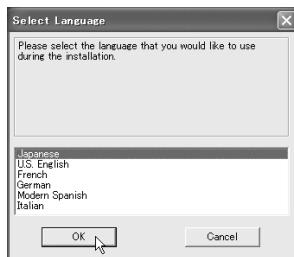 Select Language
Please select the language that you would like to use
during the installation.
Japanese
U.S. English
French
German
Modern Spanish
Italian
OK
Cancel